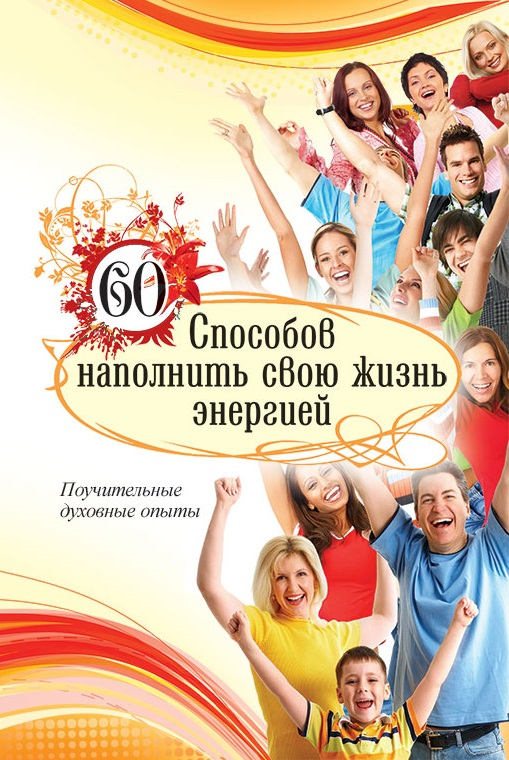 60
Способов
наполнить свою жизнь
энергией
Поучительные
духовные опыты